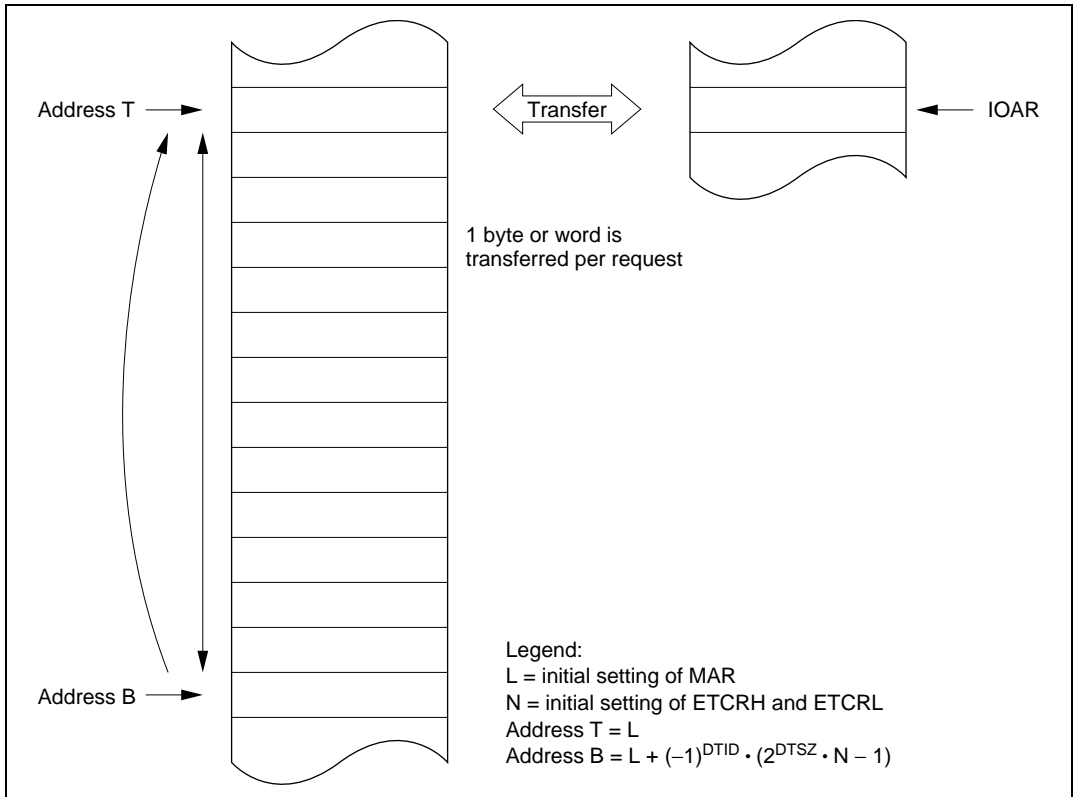 Address T
Transfer
IOAR
1 byte or word is
transferred per request
Address B
Legend:
L = initial setting of MAR
N = initial setting of ETCRH and ETCRL
Address T = L
Address B = L + (–1)^DTID • (2^DTSZ • N – 1)